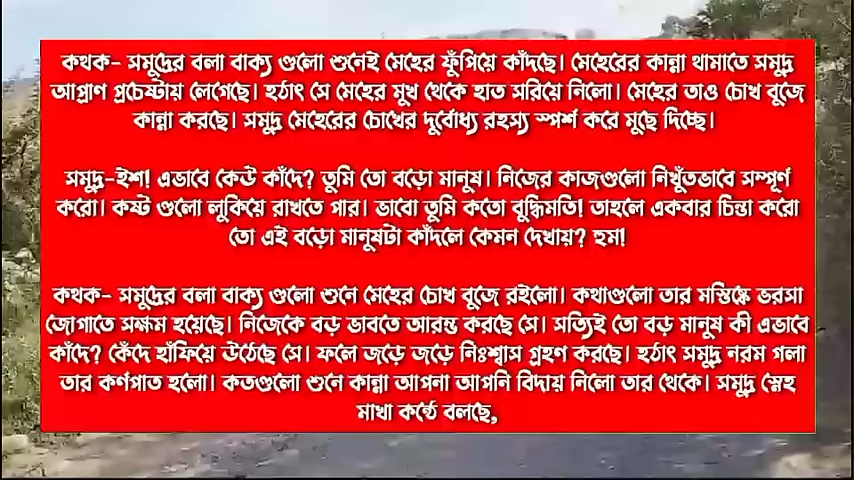 কথক- সমুদ্রের বলা বাক্য গুলো শুনেই মেহের ফুঁপিয়ে কাঁদছে। মেহেরের কান্না থামাতে সমুদ্র
আপ্রাণ প্রচেষ্টায় লেগেছে। হঠাৎ সে মেহের মুখ থেকে হাত সরিয়ে নিলো। মেহের তাও চোখ বুজে
কান্না করছে। সমুদ্র মেহেরের চোখের দুর্বোধ্য রহস্য স্পর্শ করে মুছে দিচ্ছে।
সমুদ্র-ইশ! এভাবে কেউ কাঁদে? তুমি তো বড়ো মানুষ। নিজের কাজগুলো নিখুঁতভাবে সম্পূর্ণ
করো। কষ্ট গুলো লুকিয়ে রাখতে পার। ভাবো তুমি কতো বুদ্ধিমতি! তাহলে একবার চিন্তা করো
তো এই বড়ো মানুষটা কাঁদলে কেমন দেখায়? হুম!
কথক- সমুদ্রের বলা বাক্য গুলো শুনে মেহের চোখ বুজে রইলো। কথাগুলো তার মস্তিষ্কে ভরসা
জোগাতে সক্ষম হয়েছে। নিজেকে বড় ভাবতে আরম্ভ করছে সে। সত্যিই তো বড় মানুষ কী এভাবে
কাঁদে? কেঁদে হাঁফিয়ে উঠেছে সে। ফলে জড়ে জড়ে নিঃশ্বাস গ্রহণ করছে। হঠাৎ সমুদ্র নরম গলা
তার কর্ণপাত হলো। কতগুলো শুনে কান্না আপনা আপনি বিদায় নিলো তার থেকে। সমুদ্র স্নেহ
মাখা কন্ঠে বলছে,